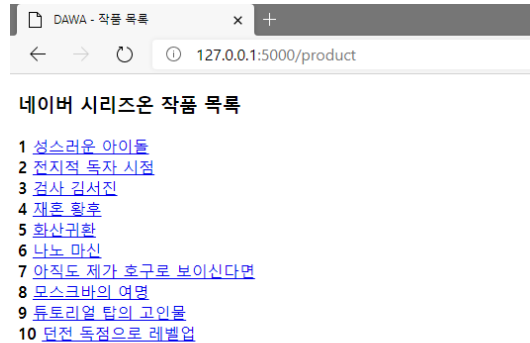 DAWA - 작품 목록
127.0.0.1:5000/product
네이버 시리즈온 작품 목록
1 성스러운 아이돌
2 전지적 독자 시점
3 검사 김서진
4 재혼 황후
5 화산귀환
6 나노 마신
7 아직도 제가 호구로 보이신다면
8 모스크바의 여명
9 튜토리얼 탑의 고인물
10 던전 독점으로 레벨업